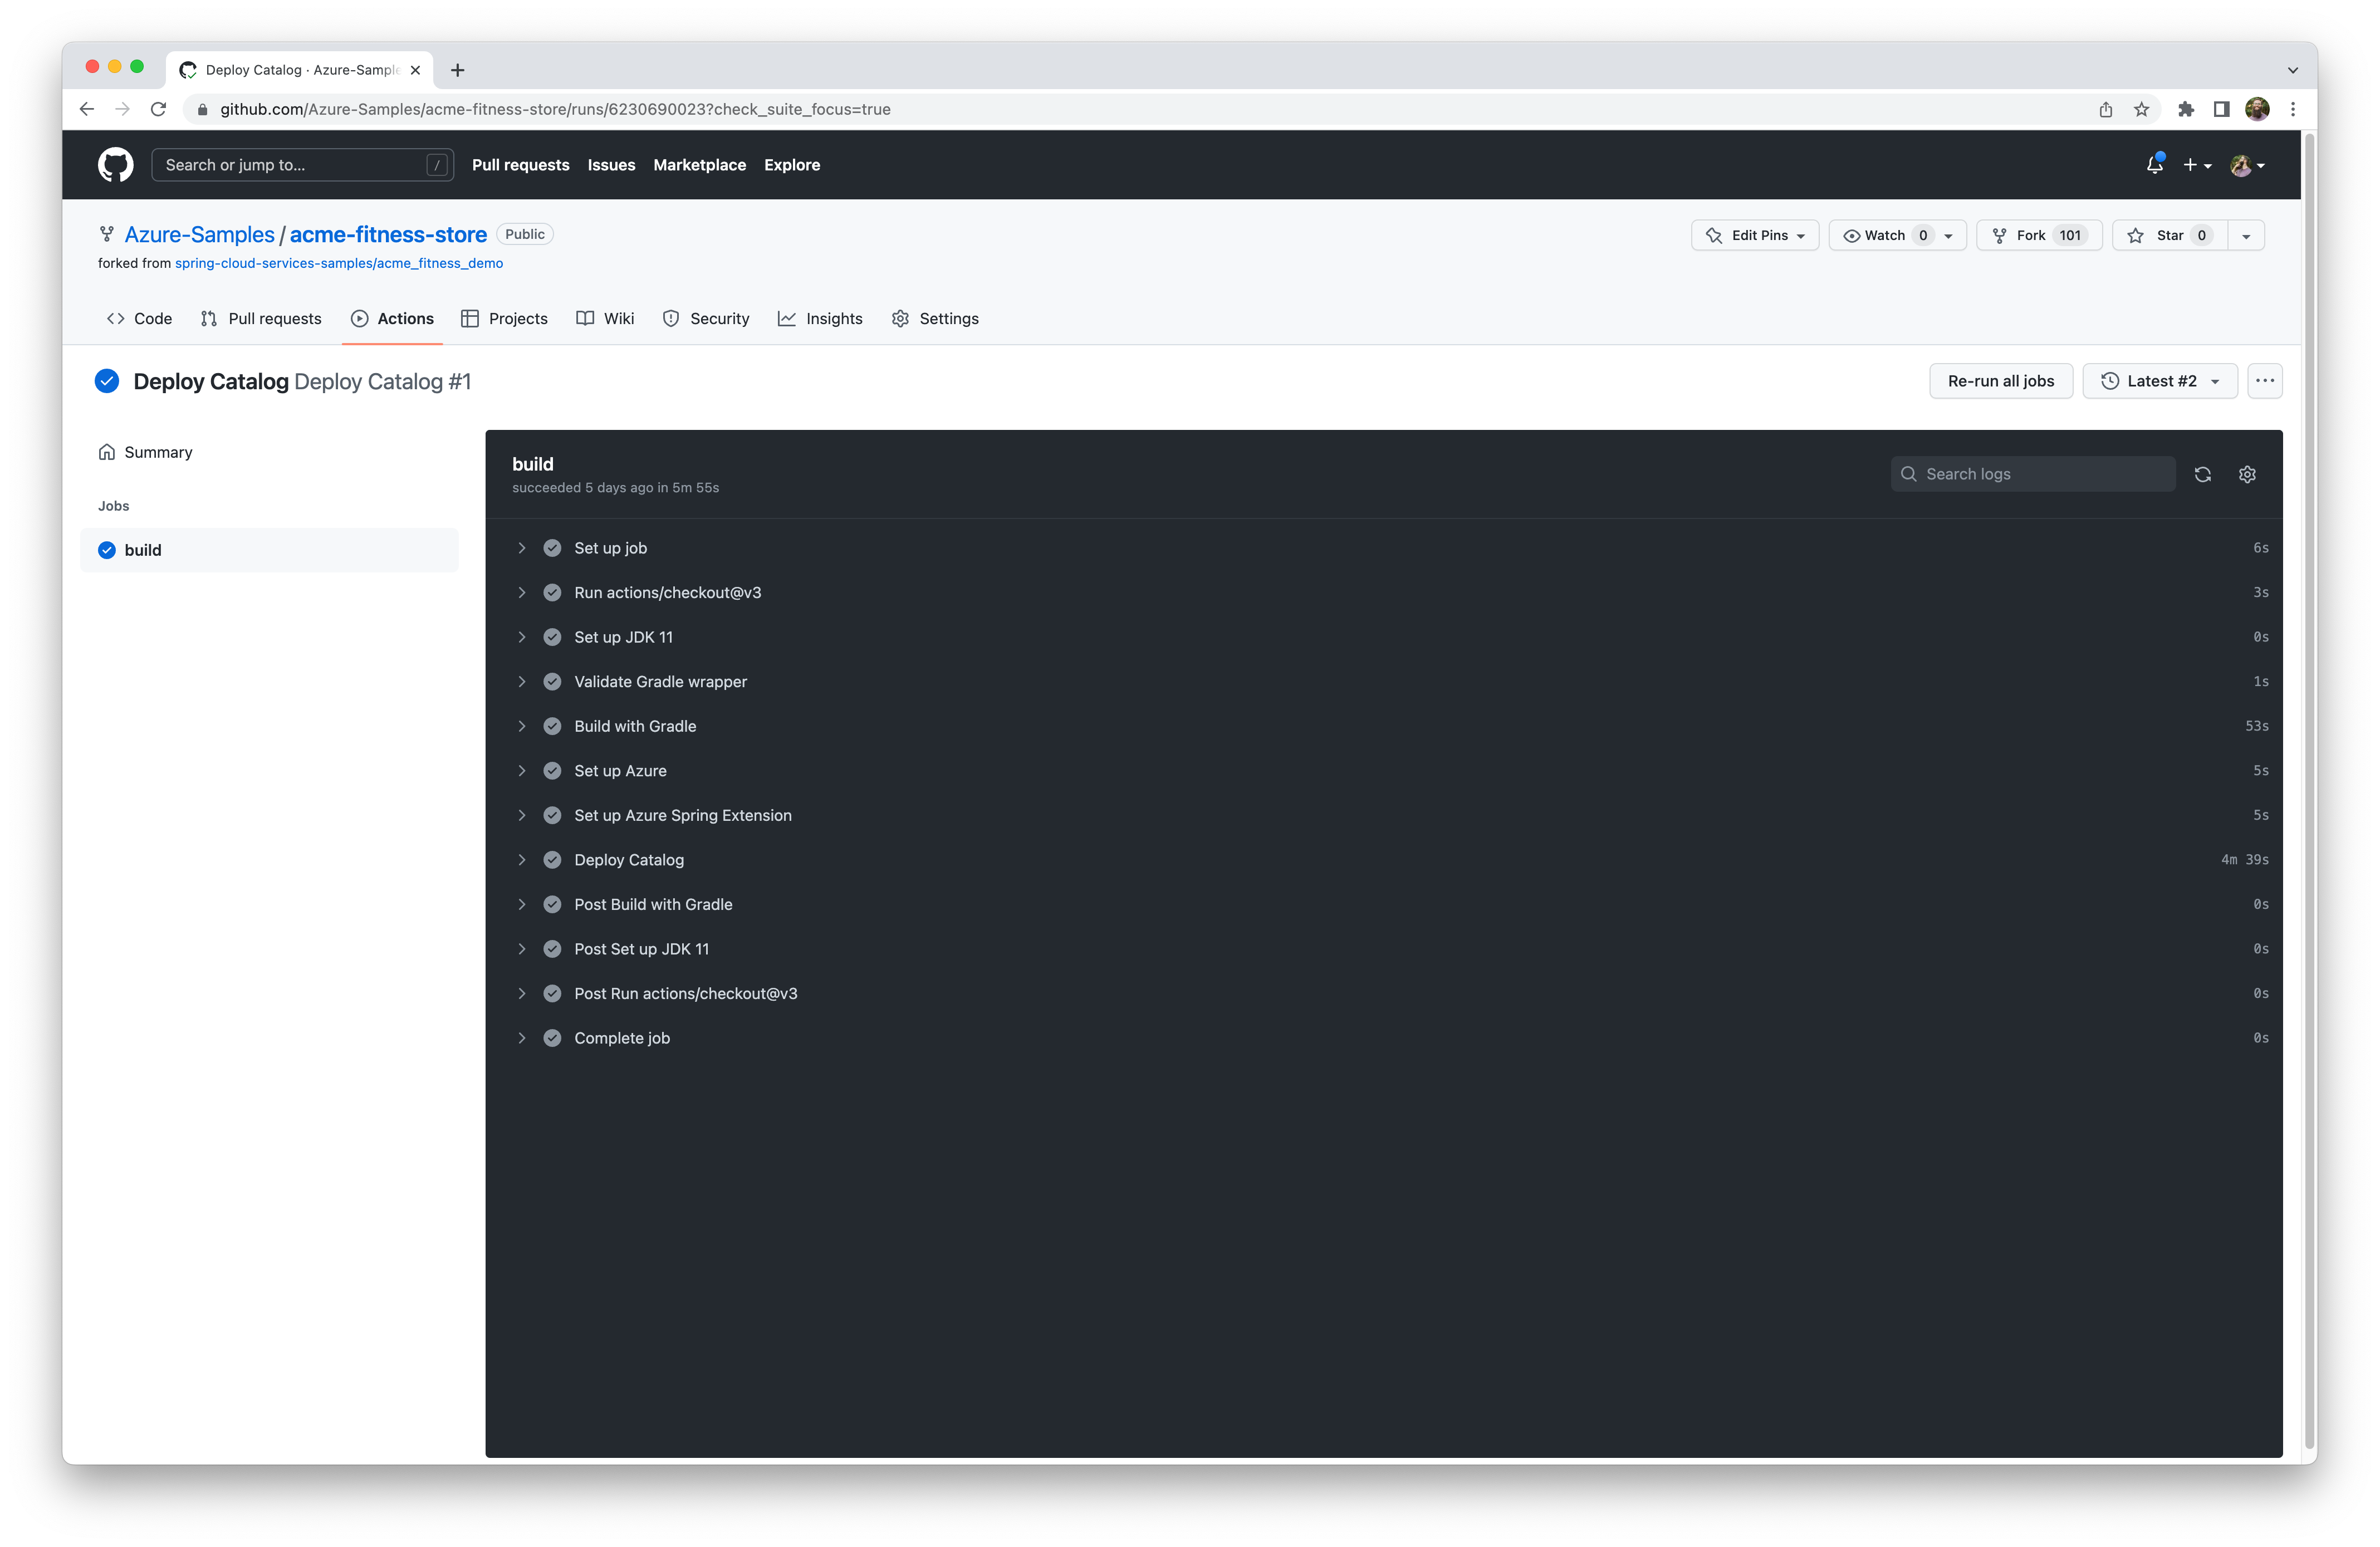 Deploy Catalog · Azure-Sample
github.com/Azure-Samples/acme-fitness-store/runs/6230690023?check_suite_focus=true
Search or jump to... /
Pull requests Issues Marketplace Explore
Azure-Samples / acme-fitness-store Public
Edit Pins Watch 0 Fork 101 Star 0
forked from spring-cloud-services-samples/acme_fitness_demo
Code Pull requests Actions Projects Wiki Security Insights Settings
Deploy Catalog Deploy Catalog #1
Re-run all jobs Latest #2
Summary
Jobs
build
build
succeeded 5 days ago in 5m 55s
Search logs
Set up job 6s
Run actions/checkout@v3 3s
Set up JDK 11 0s
Validate Gradle wrapper 1s
Build with Gradle 53s
Set up Azure 5s
Set up Azure Spring Extension 5s
Deploy Catalog 4m 39s
Post Build with Gradle 0s
Post Set up JDK 11 0s
Post Run actions/checkout@v3 0s
Complete job 0s